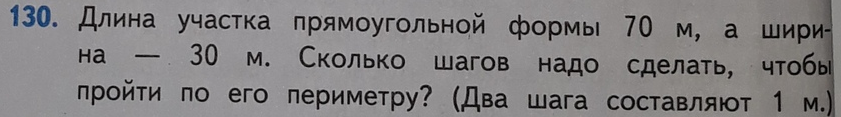 130. Длина участка прямоугольной формы 70 м, а шири-
на — 30 м. Сколько шагов надо сделать, чтобы
пройти по его периметру? (Два шага составляют 1 м.)